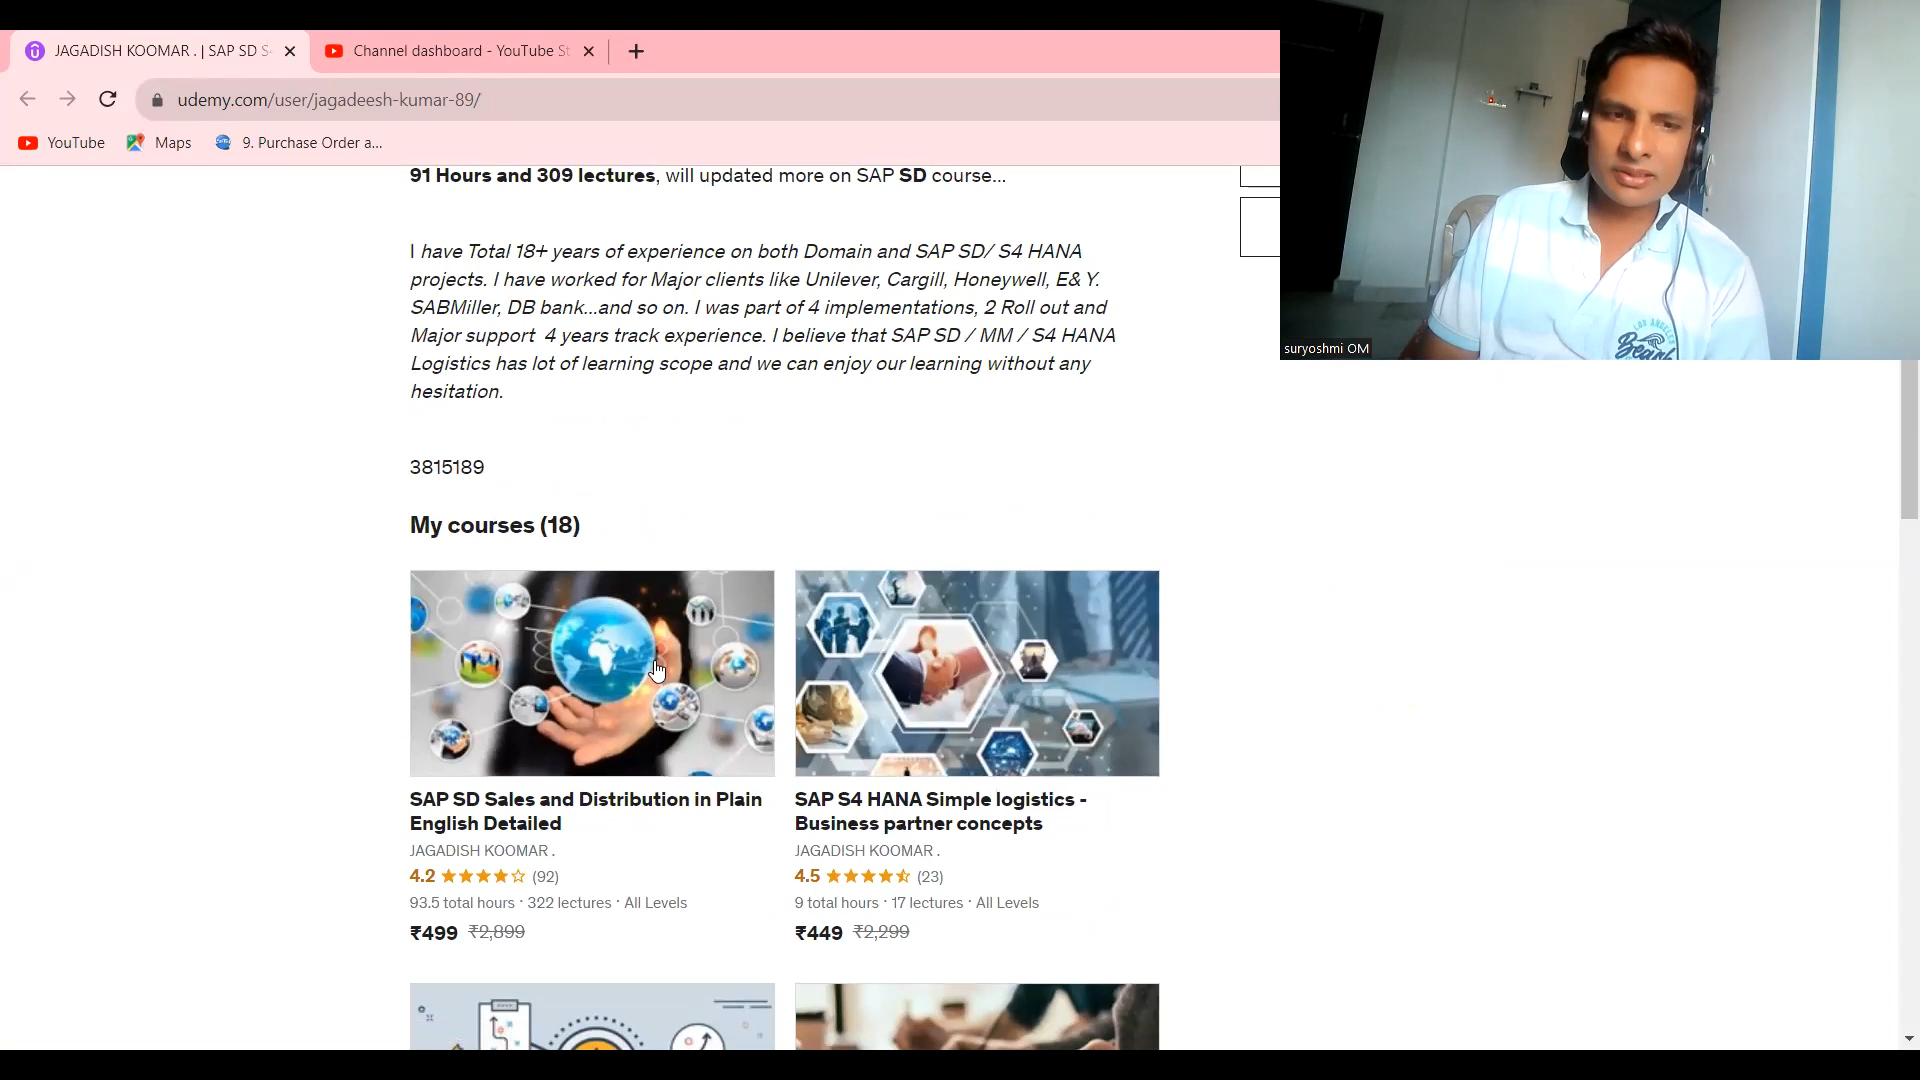 JAGADISH KOOMAR . | SAP SD S
Channel dashboard - YouTube St
udemy.com/user/jagadeesh-kumar-89/
YouTube
Maps
9. Purchase Order a...
91 Hours and 309 lectures, will updated more on SAP SD course...
I have Total 18+ years of experience on both Domain and SAP SD/ S4 HANA
projects. I have worked for Major clients like Unilever, Cargill, Honeywell, E& Y.
SABMiller, DB bank...and so on. I was part of 4 implementations, 2 Roll out and
Major support 4 years track experience. I believe that SAP SD / MM / S4 HANA
Logistics has lot of learning scope and we can enjoy our learning without any
hesitation.
3815189
My courses (18)
SAP SD Sales and Distribution in Plain
English Detailed
JAGADISH KOOMAR .
4.2 (92)
93.5 total hours · 322 lectures · All Levels
₹499 ₹2,899
SAP S4 HANA Simple logistics -
Business partner concepts
JAGADISH KOOMAR .
4.5 (23)
9 total hours · 17 lectures · All Levels
₹449 ₹2,299
suryoshmi OM
LOS ANGELES
Beach